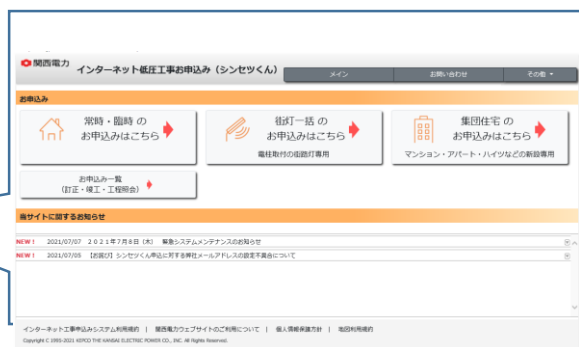 関西電力
インターネット低圧工事お申込み（シンセツくん）
メイン
お問い合わせ
その他
お申込み
常時・臨時 の
お申込みはこちら
街灯一括 の
お申込みはこちら
電柱取付の街路灯専用
集団住宅 の
お申込みはこちら
マンション・アパート・ハイツなどの新設専用
お申込み一覧
（訂正・竣工・工程照会）
当サイトに関するお知らせ
NEW！ 2021/07/07 2021年7月8日（木） 緊急システムメンテナンスのお知らせ
NEW！ 2021/07/05 【お詫び】シンセツくん申込に対する弊社メールアドレスの設定不具合について
インターネット工事申込みシステム利用規約 | 関西電力ウェブサイトのご利用について | 個人情報保護方針 | 地図利用規約
Copyright © 1995-2021 KEPCO THE KANSAI ELECTRIC POWER CO., INC. All Rights Reserved.